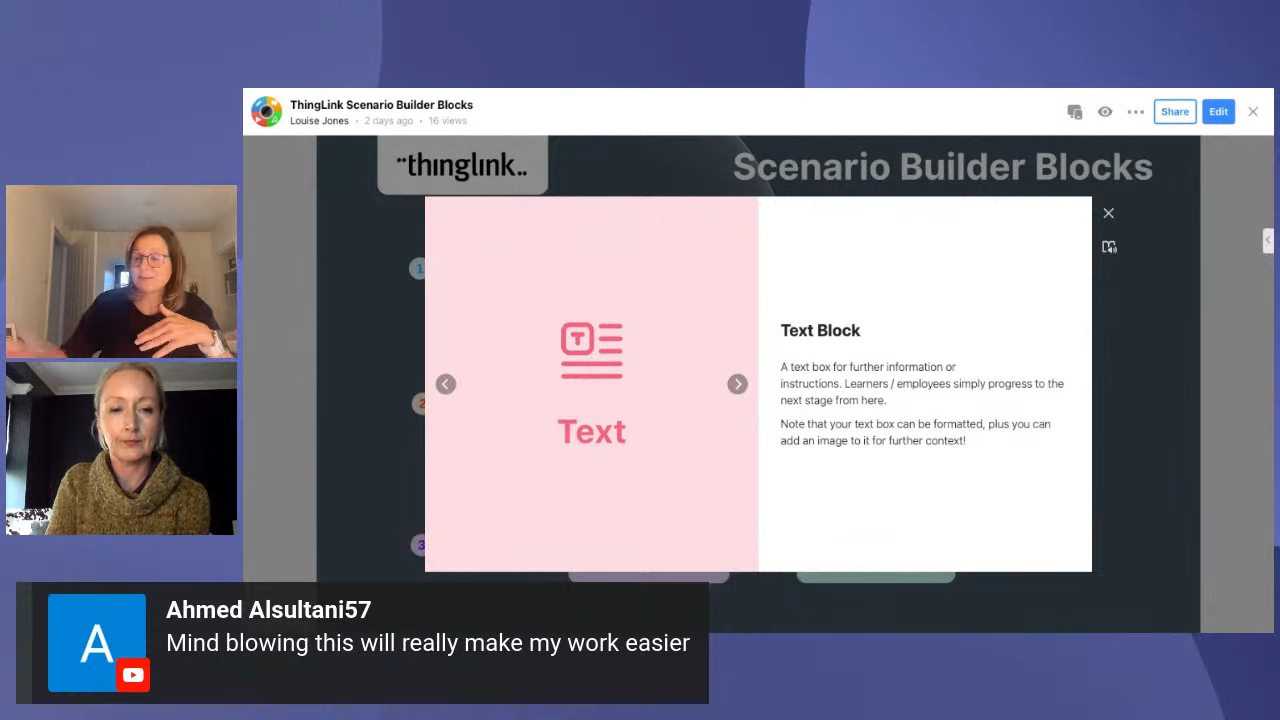 ThingLink Scenario Builder Blocks
Louise Jones • 2 days ago • 16 views
Share
Edit
thinglink..
Scenario Builder Blocks
1
2
3
T
Text
Text Block
A text box for further information or
instructions. Learners / employees simply progress to the
next stage from here.
Note that your text box can be formatted, plus you can
add an image to it for further context!
A
Ahmed Alsultani57
Mind blowing this will really make my work easier